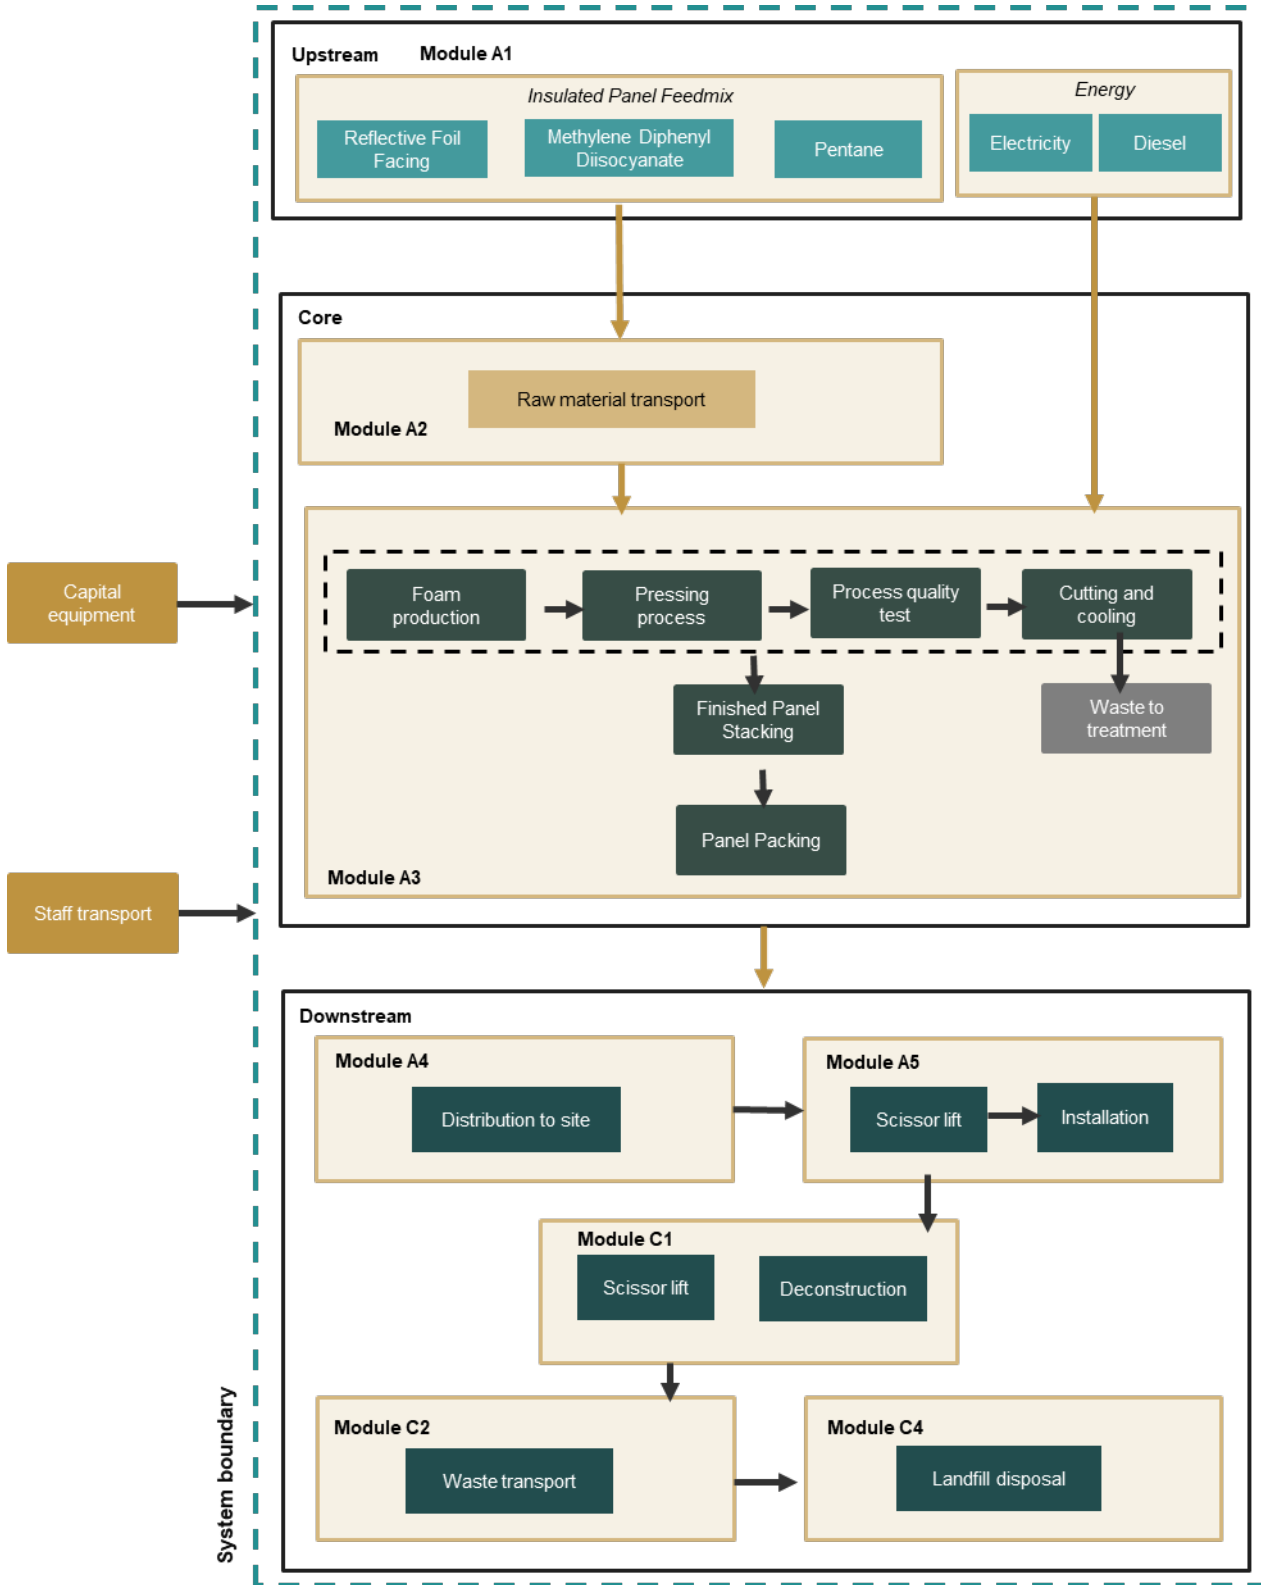 Upstream
Module A1
Insulated Panel Feedmix
Reflective Foil
Facing
Methylene Diphenyl
Diisocyanate
Pentane
Energy
Electricity
Diesel
Core
Raw material transport
Module A2
Capital
equipment
Foam
production
Pressing
process
Process quality
test
Cutting and
cooling
Finished Panel
Stacking
Waste to
treatment
Panel Packing
Module A3
Staff transport
Downstream
Module A4
Distribution to site
Module A5
Scissor lift
Installation
Module C1
Scissor lift
Deconstruction
Module C2
Waste transport
Module C4
Landfill disposal
System boundary